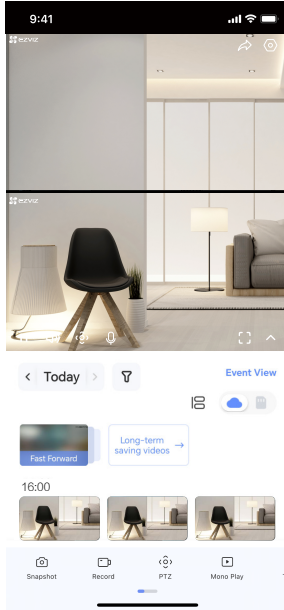 9:41
ezviz
ezviz
Today
Event View
Fast Forward
Long-term
saving videos
16:00
Snapshot
Record
PTZ
Mono Play